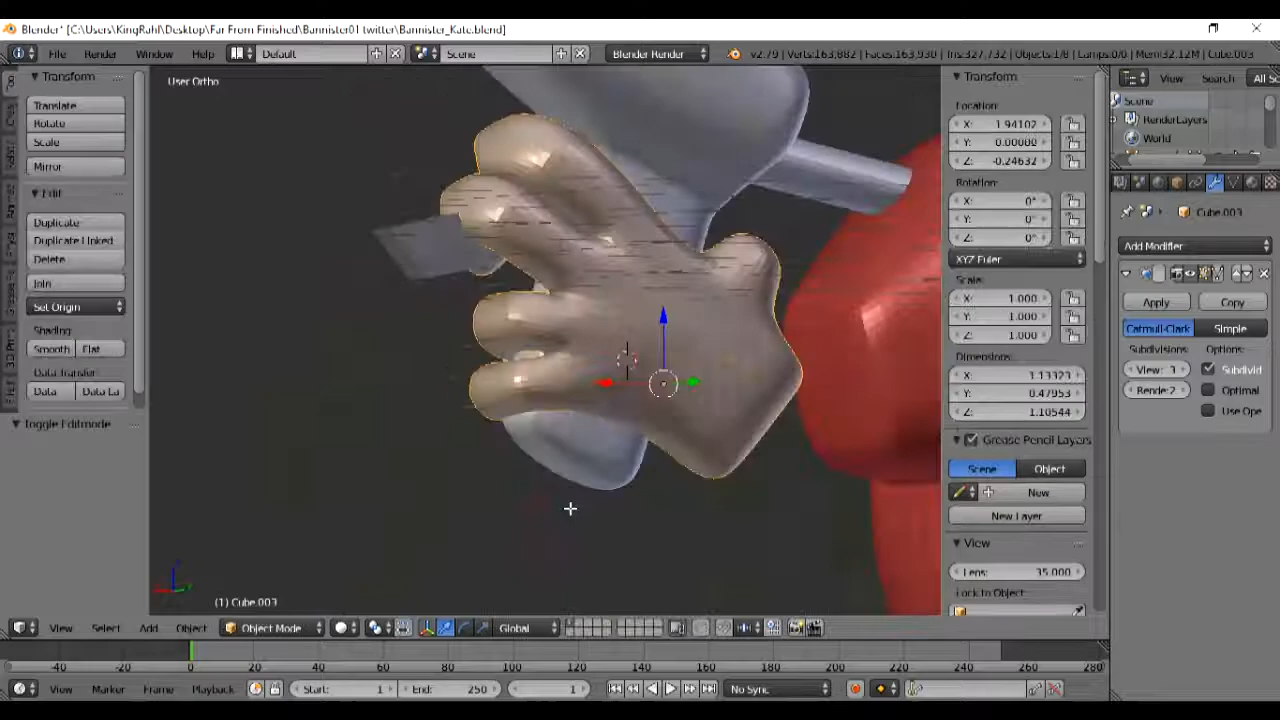 Blender* [C:\Users\KingRahl\Desktop\Far From Finished\Bannister01 twitter\Bannister_Kate.blend]
File Render Window Help Default Scene Blender Render v2.79 | Verts:163,882 | Faces:163,930 | Tris:327,732 | Objects:1/8 | Lamps:0/0 | Mem:32.12M | Cube.003
Transform
Translate
Rotate
Scale
Mirror
Edit
Duplicate
Duplicate Linked
Delete
Join
Set Origin
Shading:
Smooth Flat
Data Transfer:
Data Data La
Toggle Editmode
User Ortho
(1) Cube.003
Transform
Location:
X: 1.94102
Y: 0.00000
Z: -0.24632
Rotation:
X: 0°
Y: 0°
Z: 0°
XYZ Euler
Scale:
X: 1.000
Y: 1.000
Z: 1.000
Dimensions:
X: 1.13323
Y: 0.47953
Z: 1.10544
Grease Pencil Layers
Scene Object
New
New Layer
View
Lens: 35.000
Lock to Object:
View Search All Sc
Scene
RenderLayers
World
Cube.003
Add Modifier
Apply Copy
Catmull-Clark Simple
Subdivisions: Options:
View: 3 Subdivid
Rende: 2 Optimal
Use Ope
View Select Add Object Object Mode Global
-40 -20 0 20 40 60 80 100 120 140 160 180 200 220 240 260 280
View Marker Frame Playback Start: 1 End: 250 1 No Sync